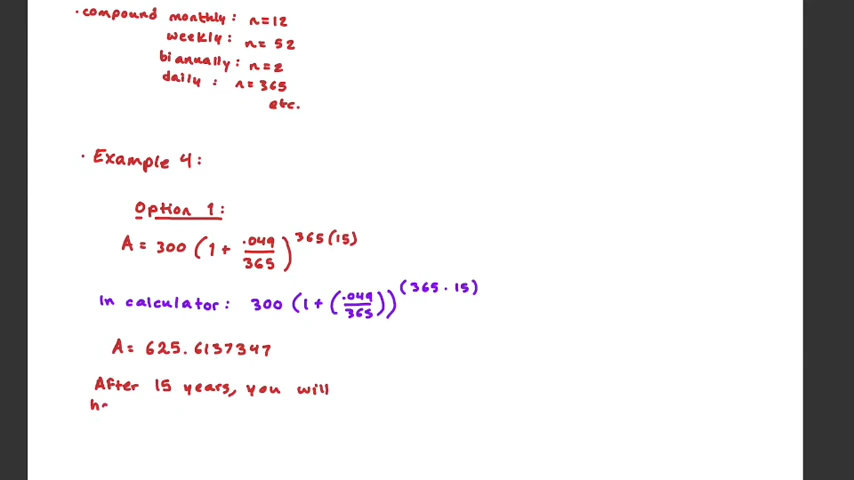 · compound monthly: n=12
weekly: n= 52
biannually: n=2
daily: n=365
etc.
· Example 4:
Option 1:
A = 300 (1 + .049/365)^365(15)
In calculator: 300 (1 + (.049/365))^(365 · 15)
A= 625.6137347
After 15 years, you will